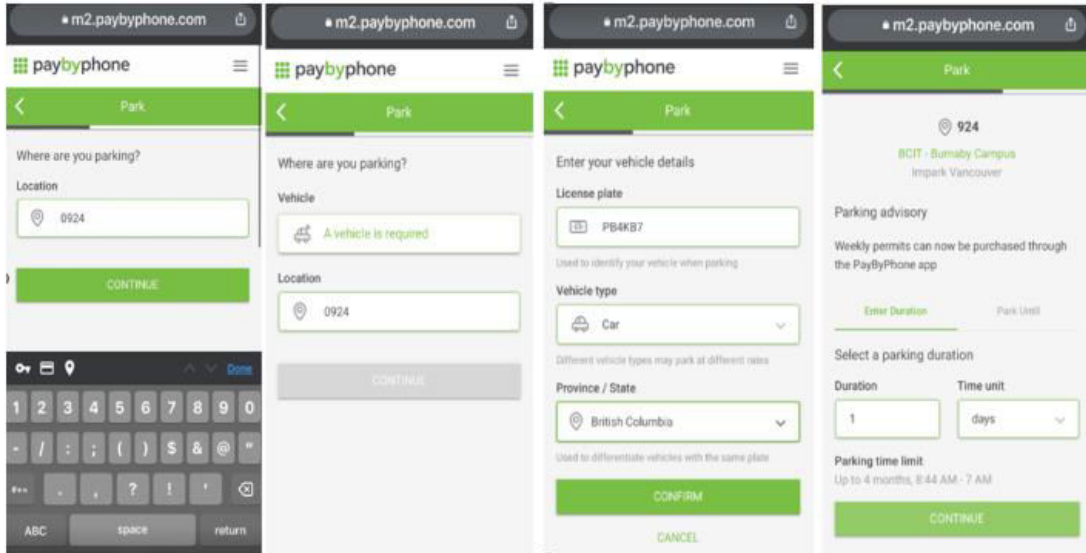 m2.paybyphone.com
paybyphone
Park
Where are you parking?
Location
0924
CONTINUE
Done
1 2 3 4 5 6 7 8 9 0
- / : ; ( ) $ & @ "
#+= . , ? ! '
ABC space return
m2.paybyphone.com
paybyphone
Park
Where are you parking?
Vehicle
A vehicle is required
Location
0924
CONTINUE
m2.paybyphone.com
paybyphone
Park
Enter your vehicle details
License plate
PB4KB7
Used to identify your vehicle when parking
Vehicle type
Car
Different vehicle types may park at different rates
Province / State
British Columbia
Used to differentiate vehicles with the same plate
CONFIRM
CANCEL
m2.paybyphone.com
Park
924
BCIT - Burnaby Campus
Impark Vancouver
Parking advisory
Weekly permits can now be purchased through
the PayByPhone app
Enter Duration Park Until
Select a parking duration
Duration Time unit
1 days
Parking time limit
Up to 4 months, 8:44 AM - 7 AM
CONTINUE